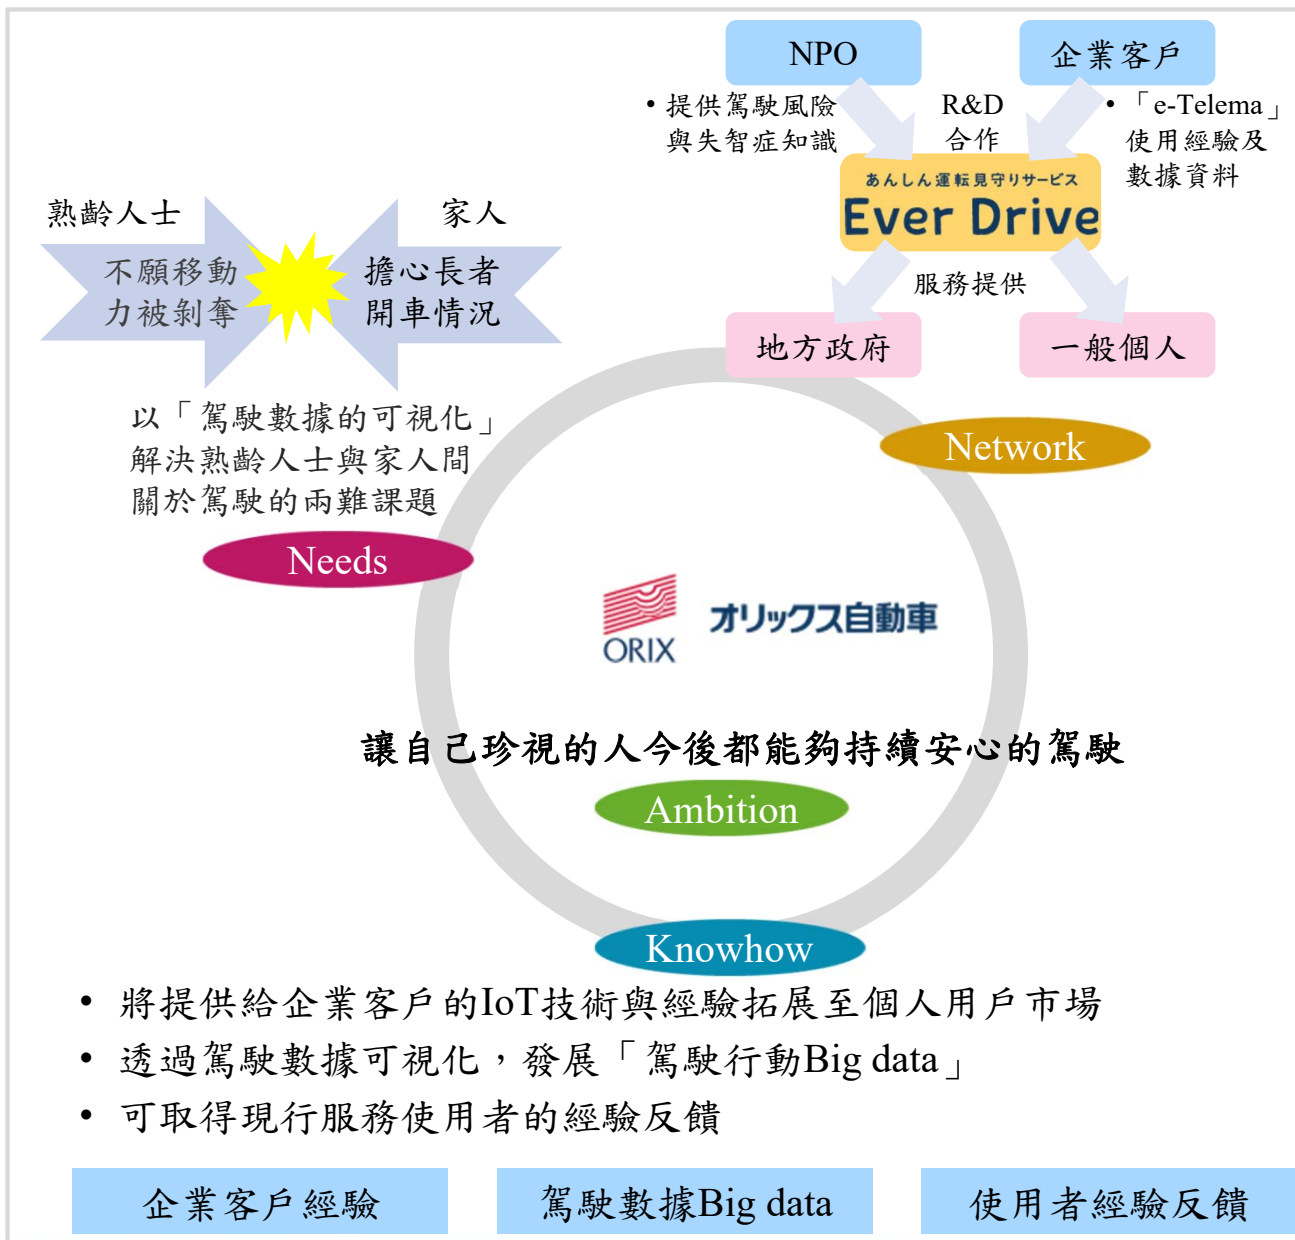 NPO
企業客戶
• 提供駕駛風險
與失智症知識
R&D
合作
• 「e-Telema」
使用經驗及
數據資料
あんしん運転見守りサービス
Ever Drive
服務提供
地方政府
一般個人
Network
熟齡人士
家人
不願移動
力被剝奪
擔心長者
開車情況
以「駕駛數據的可視化」
解決熟齡人士與家人間
關於駕駛的兩難課題
Needs
ORIX
オリックス自動車
讓自己珍視的人今後都能夠持續安心的駕駛
Ambition
Knowhow
• 將提供給企業客戶的IoT技術與經驗拓展至個人用戶市場
• 透過駕駛數據可視化，發展「駕駛行動Big data」
• 可取得現行服務使用者的經驗反饋
企業客戶經驗
駕駛數據Big data
使用者經驗反饋